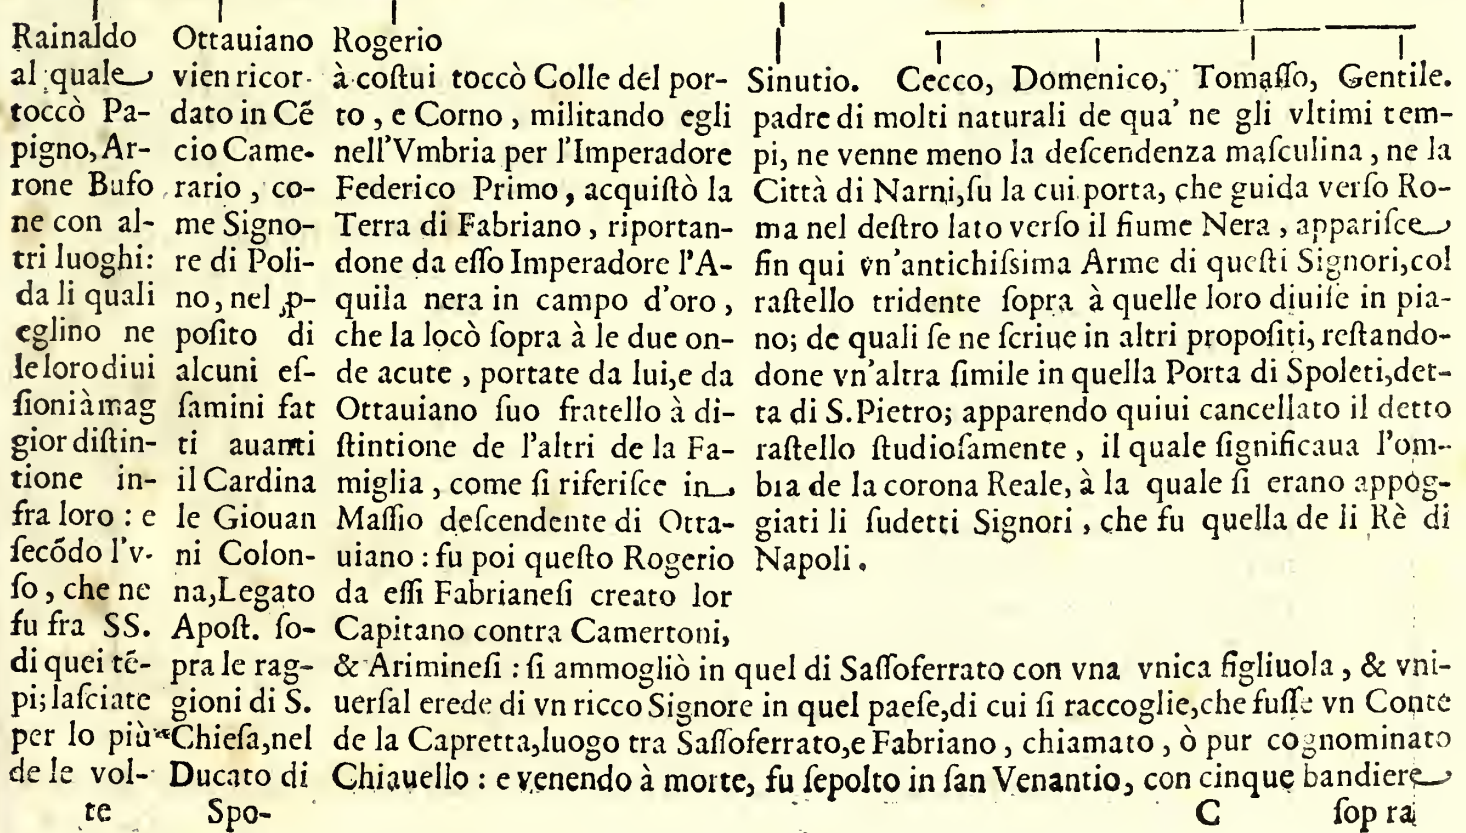 Rainaldo
al quale
toccò Pa-
pigno, Ar-
rone Bufo
ne con al-
tri luoghi:
da li quali
eglino ne
le loro diui
ſioni à mag
gior diſtin-
tione in-
fra loro : e
ſecõdo l'v-
ſo, che ne
fu fra SS.
di quei tẽ-
pi; laſciate
per lo più
de le vol-
te
Ottauiano
vien ricor-
dato in Cẽ
cio Came-
rario, co-
me Signo-
re di Poli-
no, nel ꝓ-
poſito di
alcuni eſ-
ſamini fat
ti auanti
il Cardina
le Giouan
ni Colon-
na, Legato
Apoſt. ſo-
pra le rag-
gioni di S.
Chieſa, nel
Ducato di
Spo-
Rogerio
à coſtui toccò Colle del por-
to, e Corno, militando egli
nell'Vmbria per l'Imperadore
Federico Primo, acquiſtò la
Terra di Fabriano, riportan-
done da eſſo Imperadore l'A-
quila nera in campo d'oro,
che la locò ſopra à le due on-
de acute, portate da lui, e da
Ottauiano ſuo fratello à di-
ſtintione de l'altri de la Fa-
miglia, come ſi riferiſce in
Maſſio deſcendente di Otta-
uiano : fu poi queſto Rogerio
da eſſi Fabrianeſi creato lor
Capitano contra Camertoni,
Sinutio. Cecco, Domenico, Tomaſſo, Gentile.
padre di molti naturali de qua' ne gli vltimi tem-
pi, ne venne meno la deſcendenza maſculina, ne la
Città di Narni, ſu la cui porta, che guida verſo Ro-
ma nel deſtro lato verſo il fiume Nera, appariſce
fin qui vn'antichiſsima Arme di queſti Signori, col
raſtello tridente ſopra à quelle loro diuiſe in pia-
no; de quali ſe ne ſcriue in altri propoſiti, reſtando-
done vn'altra ſimile in quella Porta di Spoleti, det-
ta di S. Pietro; apparendo quiui cancellato il detto
raſtello ſtudioſamente, il quale ſignificaua l'om-
bia de la corona Reale, à la quale ſi erano appog-
giati li ſudetti Signori, che fu quella de li Rè di
Napoli.
& Ariminefi : ſi ammogliò in quel di Saſſoferrato con vna vnica figliuola, & vni-
uerſal erede di vn ricco Signore in quel paeſe, di cui ſi raccoglie, che fuſſe vn Conte
de la Capretta, luogo tra Saſſoferrato, e Fabriano, chiamato, ò pur cognominato
Chiauello : e venendo à morte, fu ſepolto in ſan Venantio, con cinque bandiere
C ſopra